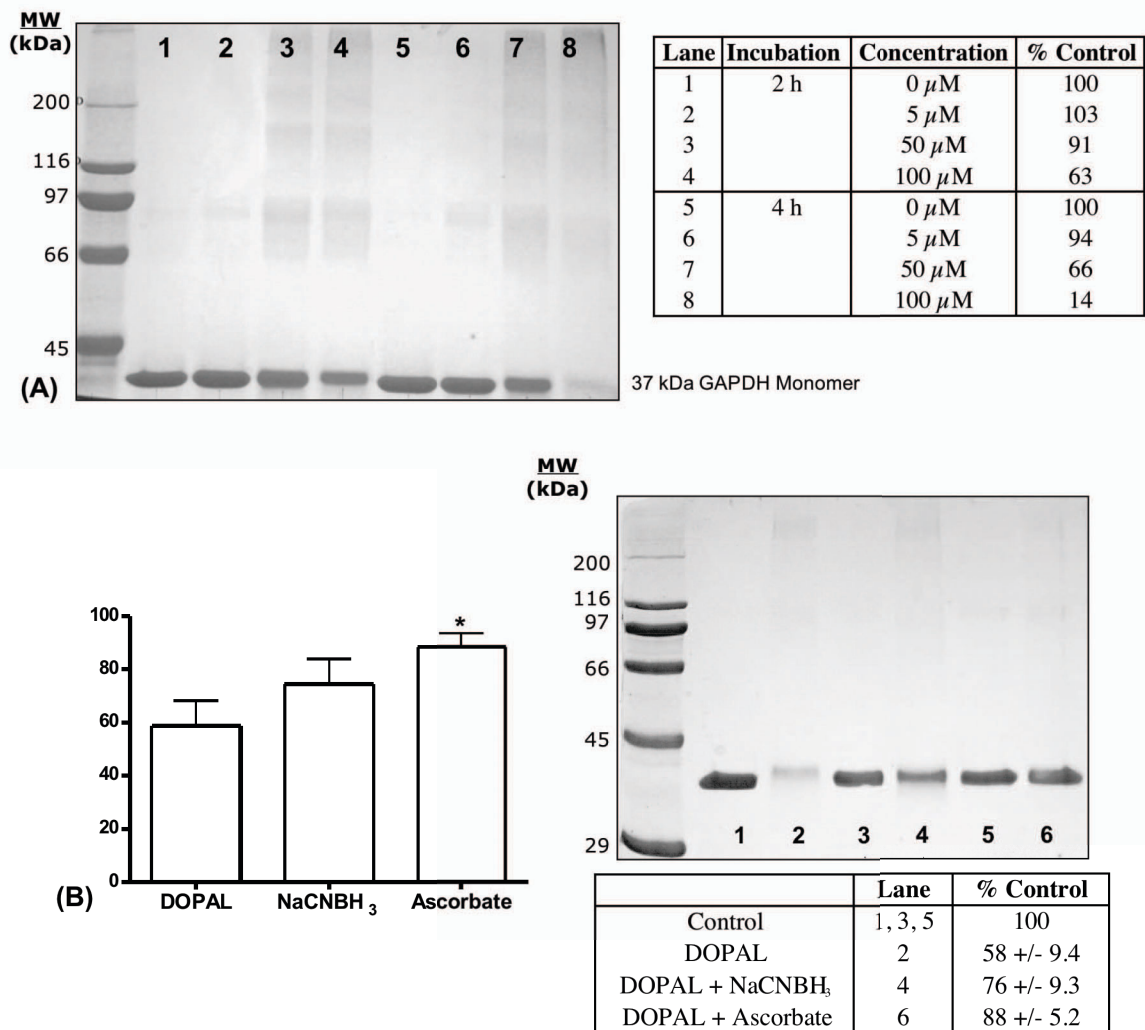 MW
(kDa)
1 2 3 4 5 6 7 8
200
116
97
66
45
(A)
37 kDa GAPDH Monomer
Lane Incubation Concentration % Control
1 2 h 0 µM 100
2 5 µM 103
3 50 µM 91
4 100 µM 63
5 4 h 0 µM 100
6 5 µM 94
7 50 µM 66
8 100 µM 14
100
80
60
40
20
0
*
DOPAL NaCNBH₃ Ascorbate
(B)
MW
(kDa)
200
116
97
66
45
29
1 2 3 4 5 6
Lane % Control
Control 1, 3, 5 100
DOPAL 2 58 +/- 9.4
DOPAL + NaCNBH₃ 4 76 +/- 9.3
DOPAL + Ascorbate 6 88 +/- 5.2